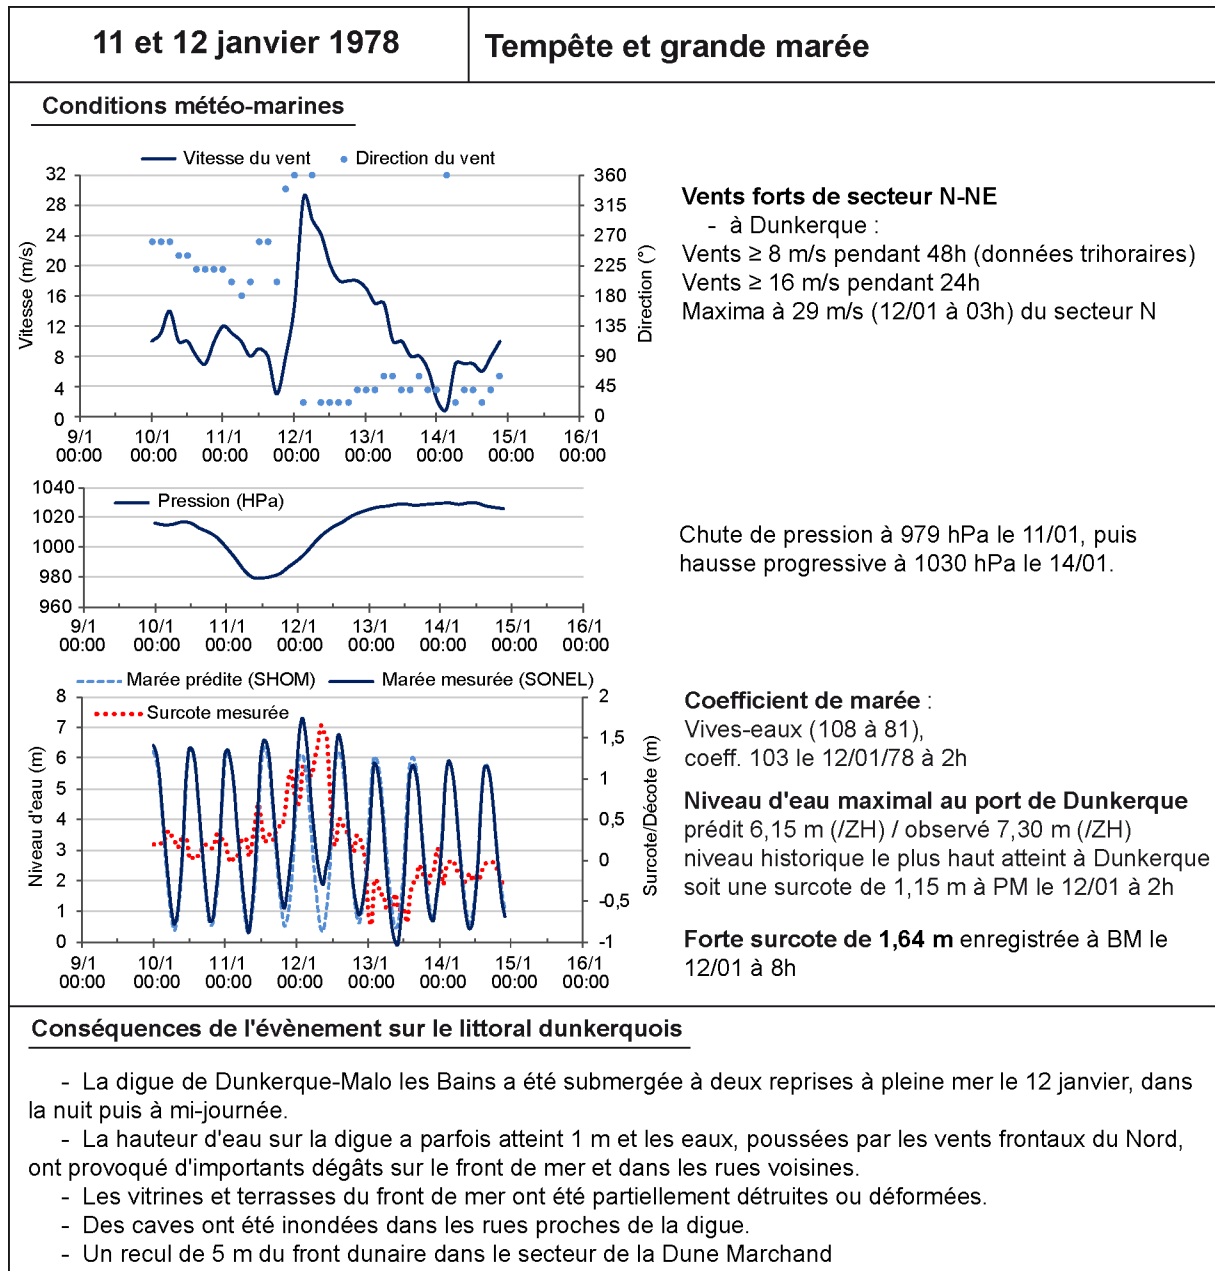 11 et 12 janvier 1978
Tempête et grande marée
Conditions météo-marines
Vitesse du vent
Direction du vent
Vitesse (m/s)
32
28
24
20
16
12
8
4
0
Direction (°)
360
315
270
225
180
135
90
45
0
9/1 10/1 11/1 12/1 13/1 14/1 15/1 16/1
00:00 00:00 00:00 00:00 00:00 00:00 00:00 00:00
Vents forts de secteur N-NE
- à Dunkerque :
Vents ≥ 8 m/s pendant 48h (données trihoraires)
Vents ≥ 16 m/s pendant 24h
Maxima à 29 m/s (12/01 à 03h) du secteur N
Pression (HPa)
1040
1020
1000
980
960
9/1 10/1 11/1 12/1 13/1 14/1 15/1 16/1
00:00 00:00 00:00 00:00 00:00 00:00 00:00 00:00
Chute de pression à 979 hPa le 11/01, puis
hausse progressive à 1030 hPa le 14/01.
Marée prédite (SHOM)
Marée mesurée (SONEL)
Surcote mesurée
Niveau d'eau (m)
8
7
6
5
4
3
2
1
0
Surcote/Décote (m)
2
1,5
1
0,5
0
-0,5
-1
9/1 10/1 11/1 12/1 13/1 14/1 15/1 16/1
00:00 00:00 00:00 00:00 00:00 00:00 00:00 00:00
Coefficient de marée :
Vives-eaux (108 à 81),
coeff. 103 le 12/01/78 à 2h
Niveau d'eau maximal au port de Dunkerque
prédit 6,15 m (/ZH) / observé 7,30 m (/ZH)
niveau historique le plus haut atteint à Dunkerque
soit une surcote de 1,15 m à PM le 12/01 à 2h
Forte surcote de 1,64 m enregistrée à BM le
12/01 à 8h
Conséquences de l'évènement sur le littoral dunkerquois
- La digue de Dunkerque-Malo les Bains a été submergée à deux reprises à pleine mer le 12 janvier, dans
la nuit puis à mi-journée.
- La hauteur d'eau sur la digue a parfois atteint 1 m et les eaux, poussées par les vents frontaux du Nord,
ont provoqué d'importants dégâts sur le front de mer et dans les rues voisines.
- Les vitrines et terrasses du front de mer ont été partiellement détruites ou déformées.
- Des caves ont été inondées dans les rues proches de la digue.
- Un recul de 5 m du front dunaire dans le secteur de la Dune Marchand